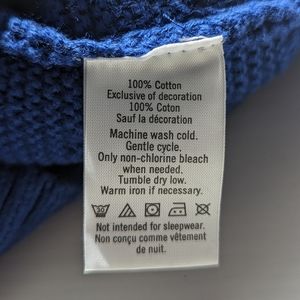 100% Cotton
Exclusive of decoration
100% Coton
Sauf la décoration
Machine wash cold.
Gentle cycle.
Only non-chlorine bleach
when needed.
Tumble dry low.
Warm iron if necessary.
Not intended for sleepwear.
Non conçu comme vêtement
de nuit.